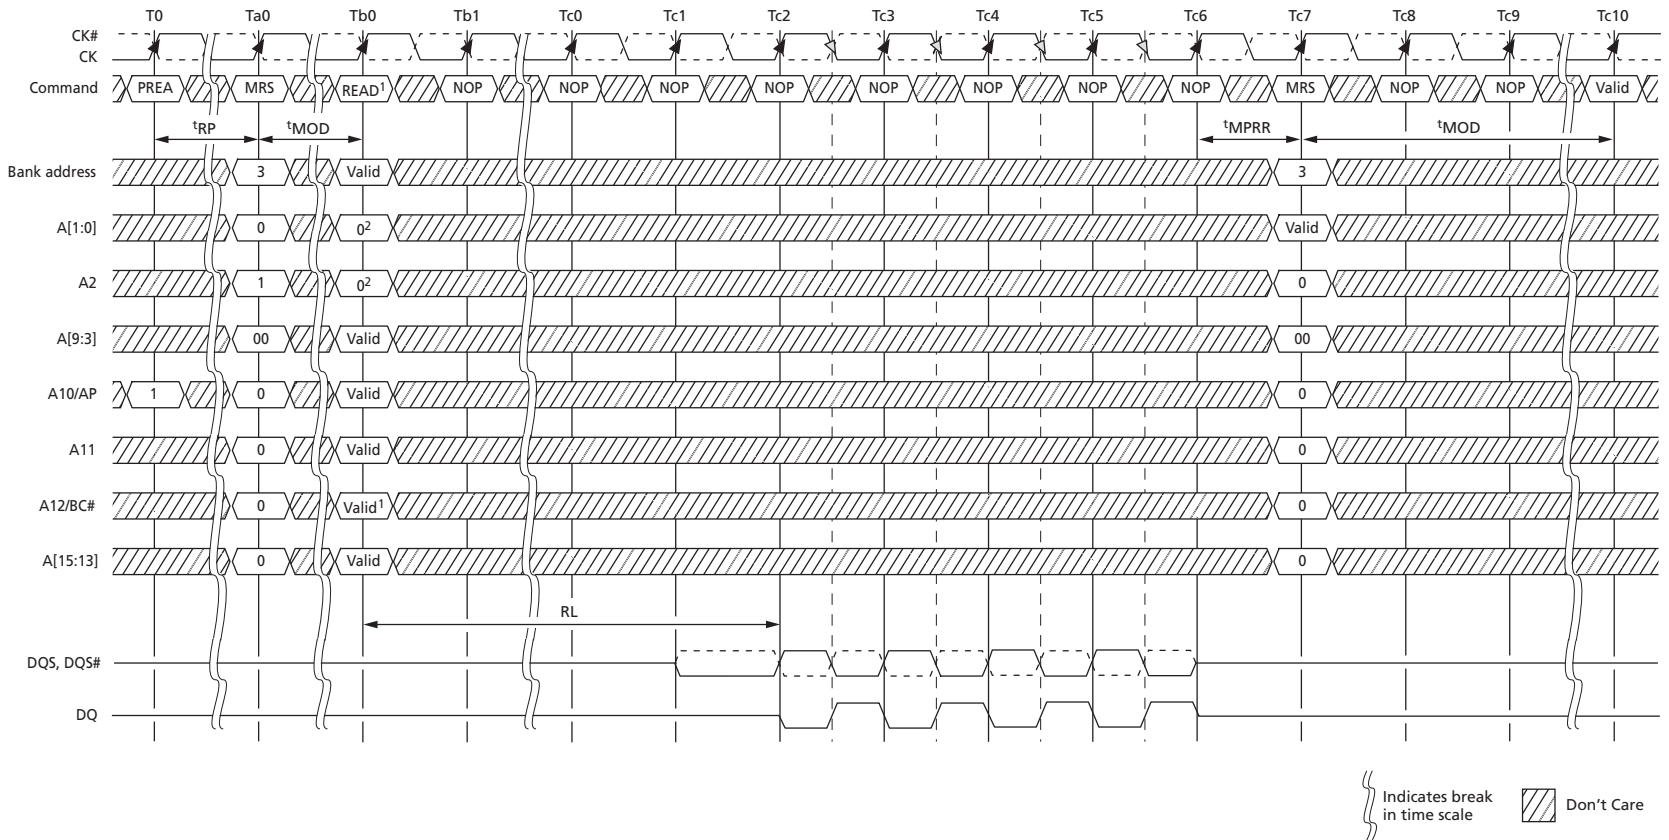 T0 Ta0 Tb0 Tb1 Tc0 Tc1 Tc2 Tc3 Tc4 Tc5 Tc6 Tc7 Tc8 Tc9 Tc10
CK#
CK
Command PREA MRS READ¹ NOP NOP NOP NOP NOP NOP NOP NOP MRS NOP NOP Valid
ᵗRP ᵗMOD ᵗMPRR ᵗMOD
Bank address 3 Valid 3
A[1:0] 0 0² Valid
A2 1 0² 0
A[9:3] 00 Valid 00
A10/AP 1 0 Valid 0
A11 0 Valid 0
A12/BC# 0 Valid¹ 0
A[15:13] 0 Valid 0
RL
DQS, DQS#
DQ
Indicates break
in time scale
Don't Care